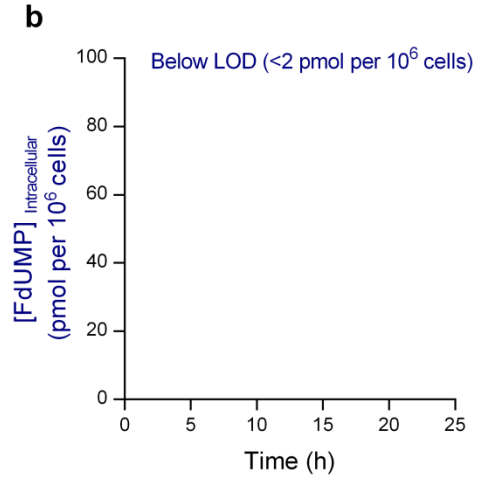 b
Below LOD (<2 pmol per 10⁶ cells)
[FdUMP] Intracellular
(pmol per 10⁶ cells)
100
80
60
40
20
0
0 5 10 15 20 25
Time (h)